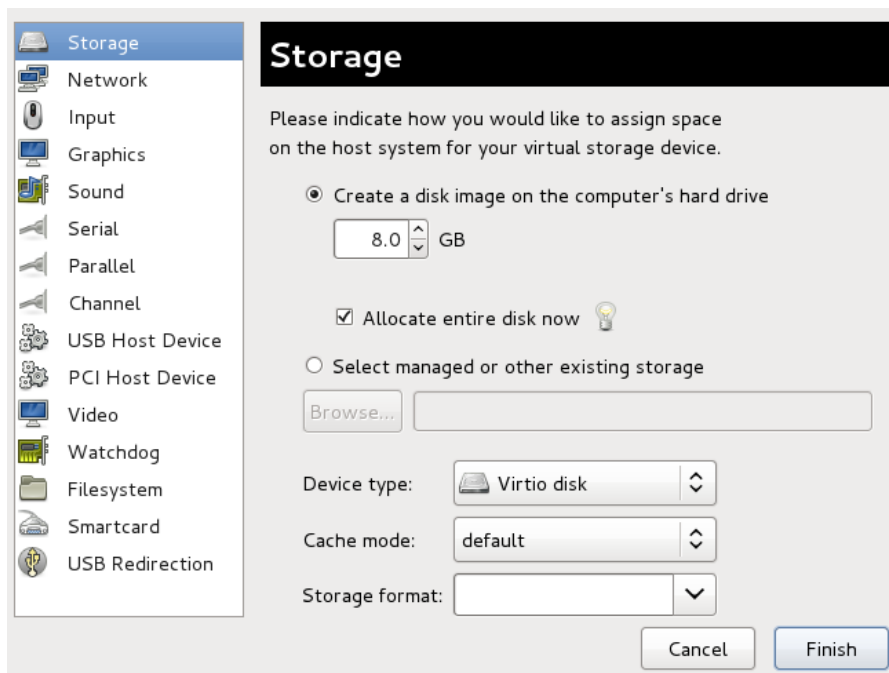 Storage
Network
Input
Graphics
Sound
Serial
Parallel
Channel
USB Host Device
PCI Host Device
Video
Watchdog
Filesystem
Smartcard
USB Redirection
Storage
Please indicate how you would like to assign space
on the host system for your virtual storage device.
Create a disk image on the computer's hard drive
8.0 GB
Allocate entire disk now
Select managed or other existing storage
Browse...
Device type: Virtio disk
Cache mode: default
Storage format:
Cancel Finish